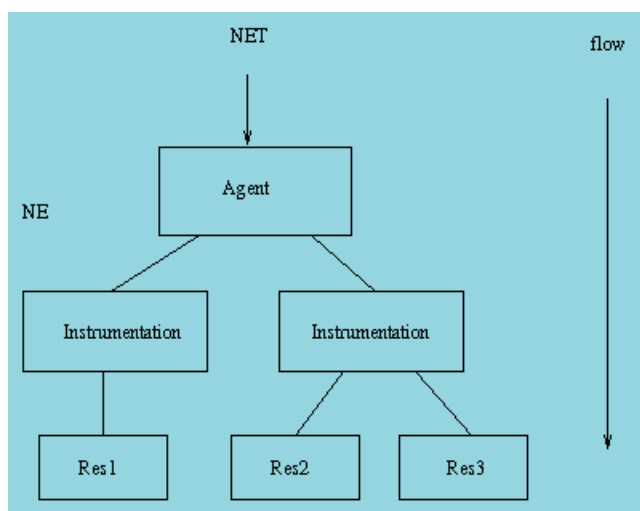 NET
flow
Agent
NE
Instrumentation
Instrumentation
Res1
Res2
Res3